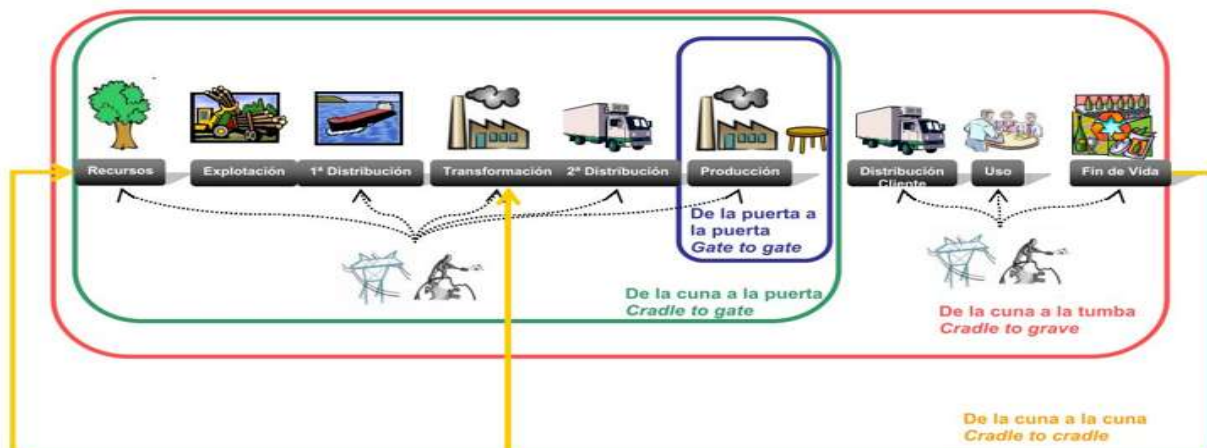 Recursos
Explotación
1ª Distribución
Transformación
2ª Distribución
Producción
Distribución
Cliente
Uso
Fin de Vida
De la puerta a
la puerta
Gate to gate
De la cuna a la puerta
Cradle to gate
De la cuna a la tumba
Cradle to grave
De la cuna a la cuna
Cradle to cradle